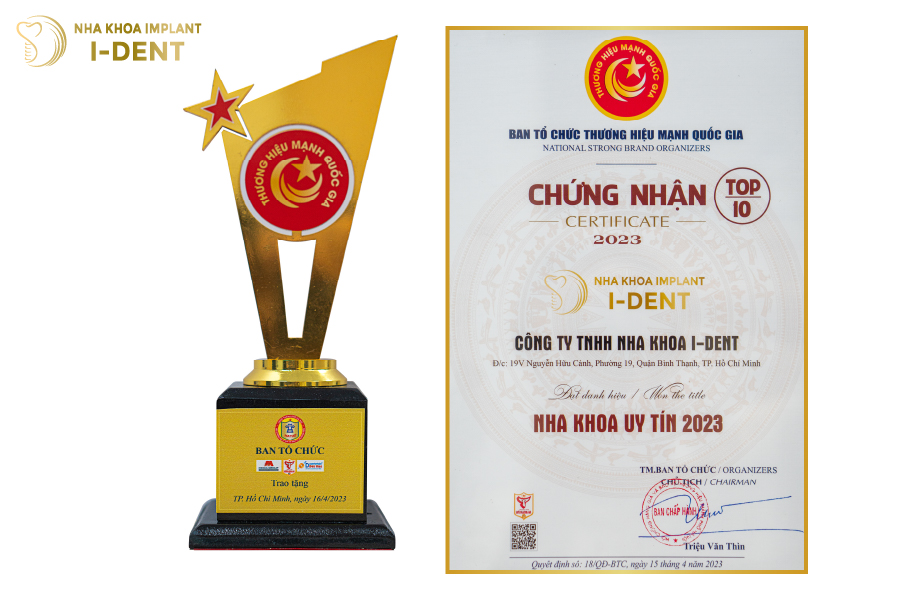 NHA KHOA IMPLANT
I-DENT
THƯƠNG HIỆU MẠNH QUỐC GIA
BAN TỔ CHỨC
Trao tặng
TP. Hồ Chí Minh, ngày 16/4/2023
THƯƠNG HIỆU MẠNH QUỐC GIA
BAN TỔ CHỨC THƯƠNG HIỆU MẠNH QUỐC GIA
NATIONAL STRONG BRAND ORGANIZERS
CHỨNG NHẬN
TOP
10
CERTIFICATE
2023
NHA KHOA IMPLANT
I-DENT
CÔNG TY TNHH NHA KHOA I-DENT
Đ/c: 19V Nguyễn Hữu Cảnh, Phường 19, Quận Bình Thạnh, TP. Hồ Chí Minh
Đạt danh hiệu / Won the title
NHA KHOA UY TÍN 2023
TM.BAN TỔ CHỨC / ORGANIZERS
CHỦ TỊCH / CHAIRMAN
BAN CHẤP HÀNH
Triệu Văn Thìn
Quyết định số: 18/QĐ-BTC, ngày 15 tháng 4 năm 2023